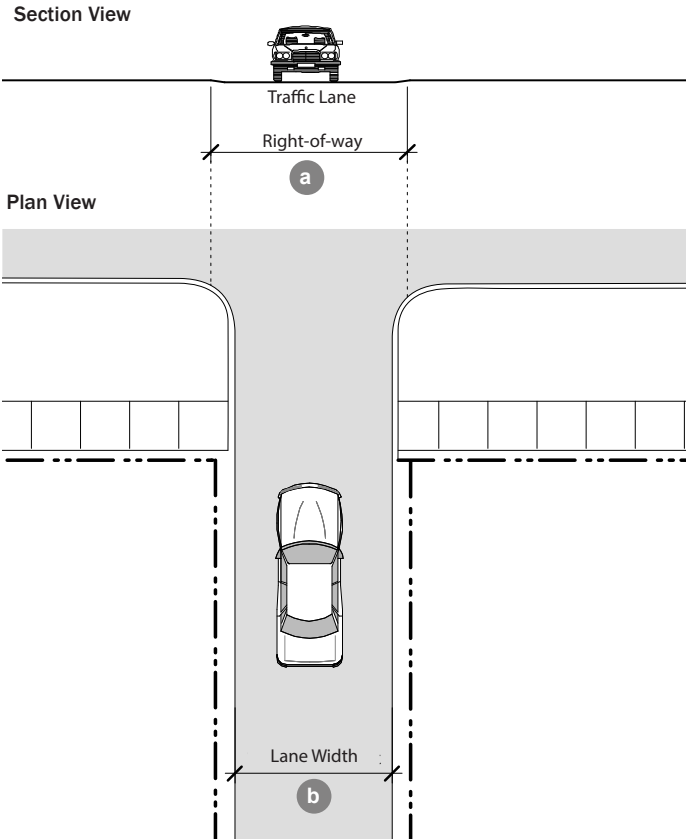 Section View
Traffic Lane
Right-of-way
a
Plan View
Lane Width
b